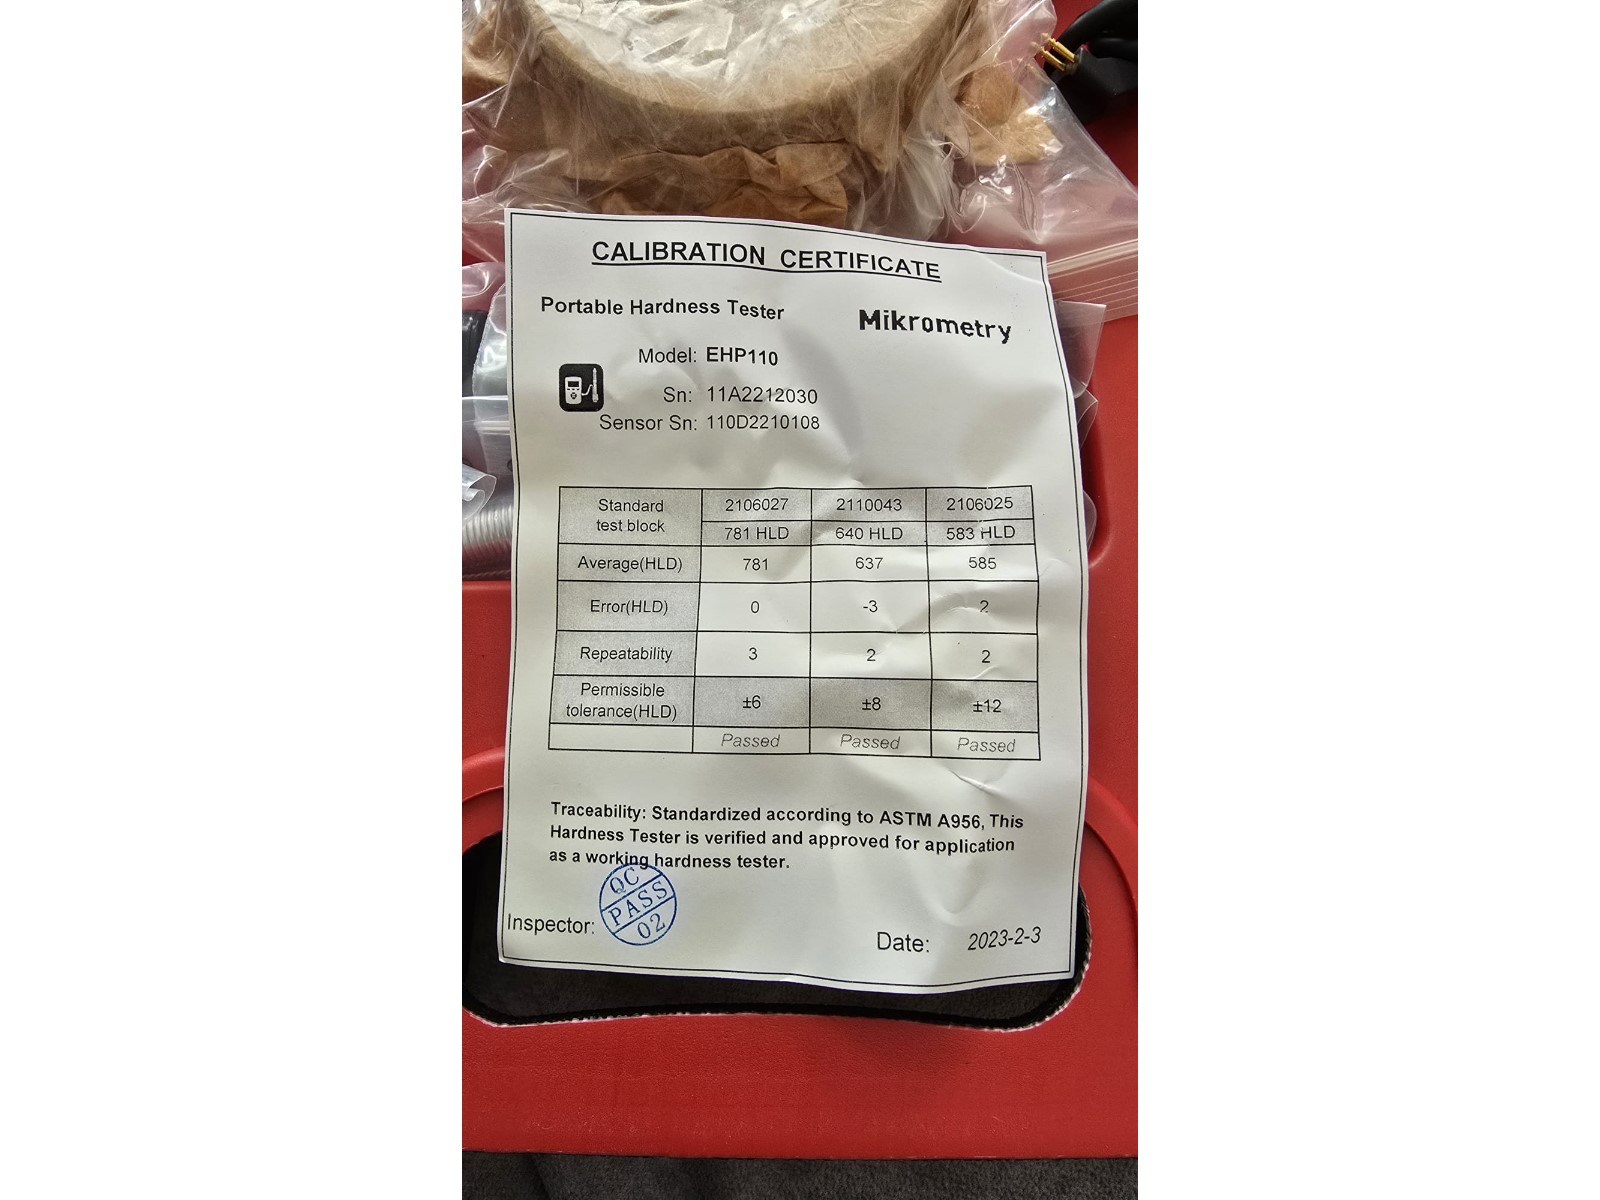 CALIBRATION CERTIFICATE
Portable Hardness Tester
Mikrometry
Model: EHP110
Sn: 11A2212030
Sensor Sn: 110D2210108
Standard test block 2106027 2110043 2106025
781 HLD 640 HLD 583 HLD
Average(HLD) 781 637 585
Error(HLD) 0 -3 2
Repeatability 3 2 2
Permissible tolerance(HLD) ±6 ±8 ±12
Passed Passed Passed
Traceability: Standardized according to ASTM A956, This
Hardness Tester is verified and approved for application
as a working hardness tester.
QC
PASS
02
Inspector:
Date: 2023-2-3